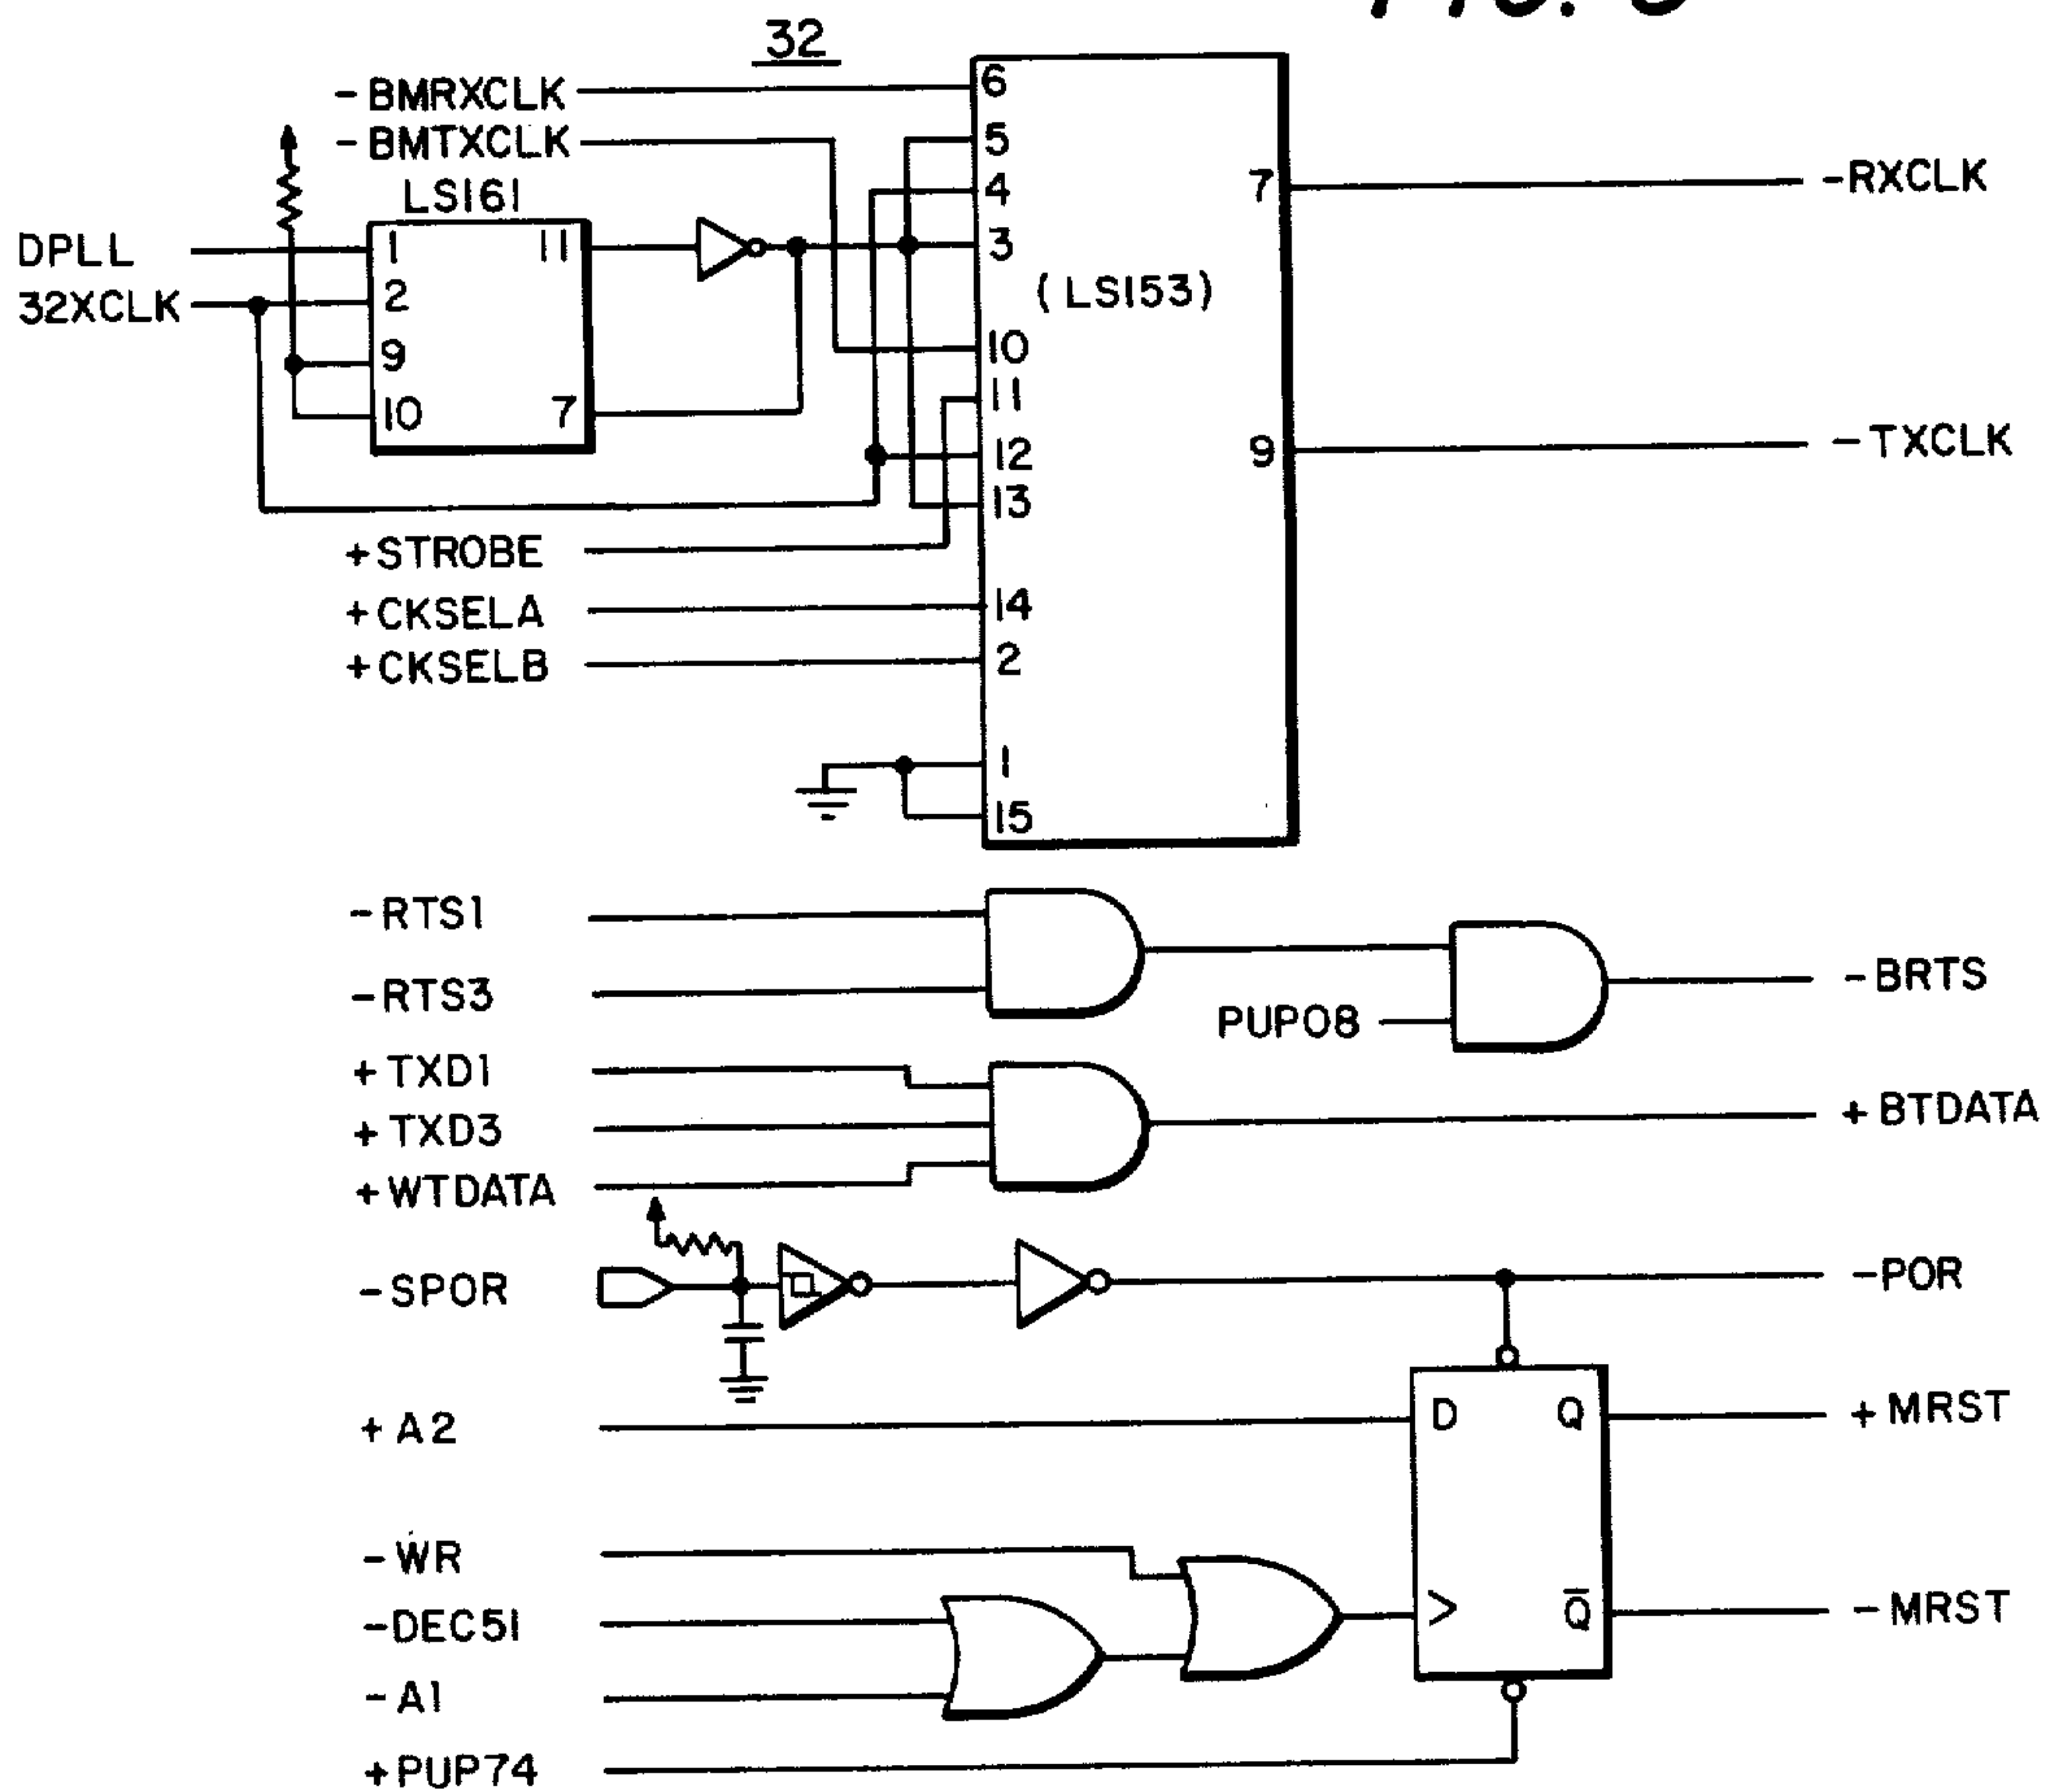 32
-BMRXCLK
-BMTXCLK
LS161
DPLL
32XCLK
1
2
9
10
11
7
6
5
4
3
10
11
12
13
14
2
1
15
(LS153)
7
9
-RXCLK
-TXCLK
+STROBE
+CKSELA
+CKSELB
-RTS1
-RTS3
PUP08
-BRTS
+TXD1
+TXD3
+WTDATA
+BTDATA
-SPOR
-POR
+A2
D
Q
+MRST
-WR
-DEC51
-A1
>
Q̅
-MRST
+PUP74